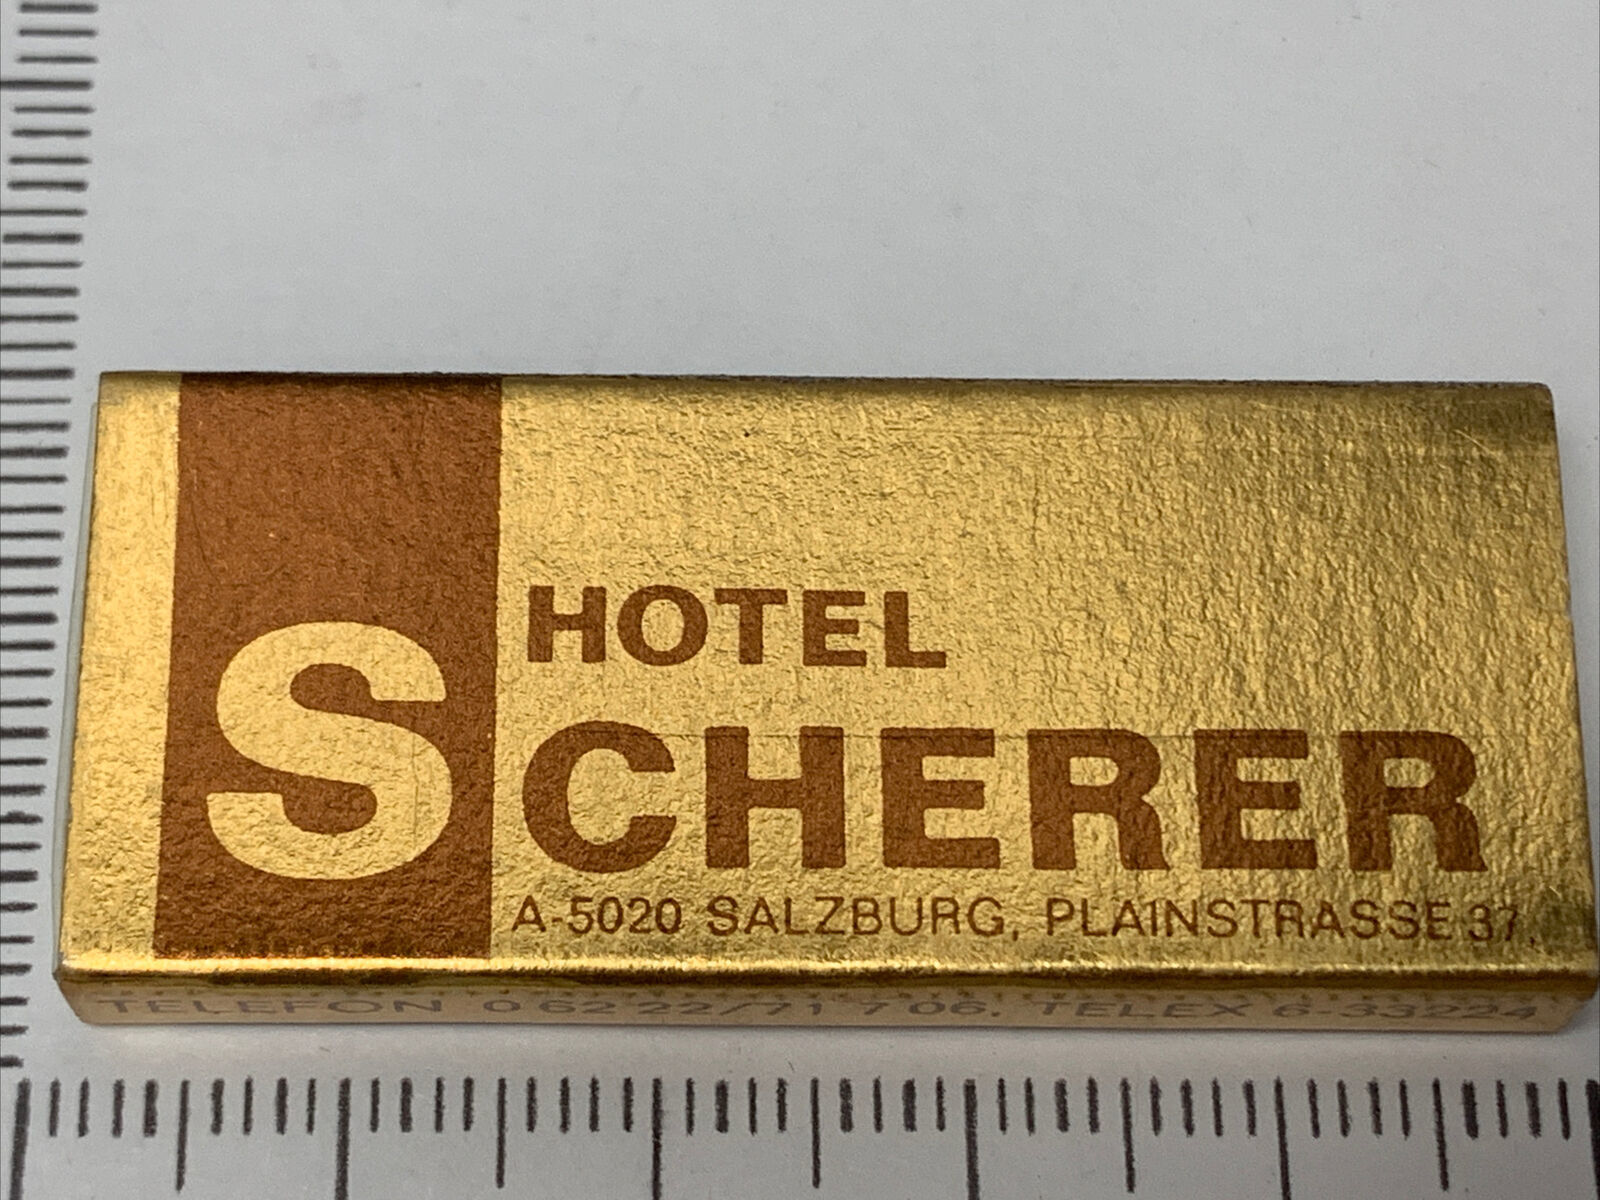 HOTEL
SCHERER
A-5020 SALZBURG, PLAINSTRASSE 37,
TELEFON 0 62 22/71 7 06, TELEX 6-33224